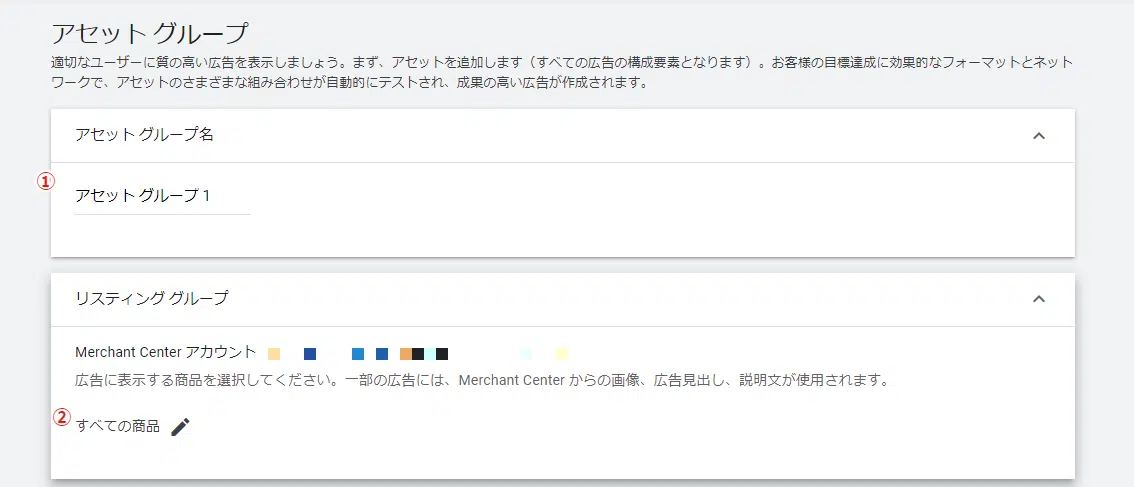 アセット グループ
適切なユーザーに質の高い広告を表示しましょう。まず、アセットを追加します（すべての広告の構成要素となります）。お客様の目標達成に効果的なフォーマットとネット
ワークで、アセットのさまざまな組み合わせが自動的にテストされ、成果の高い広告が作成されます。
アセット グループ名
①
アセット グループ 1
リスティング グループ
Merchant Center アカウント
広告に表示する商品を選択してください。一部の広告には、Merchant Center からの画像、広告見出し、説明文が使用されます。
② すべての商品